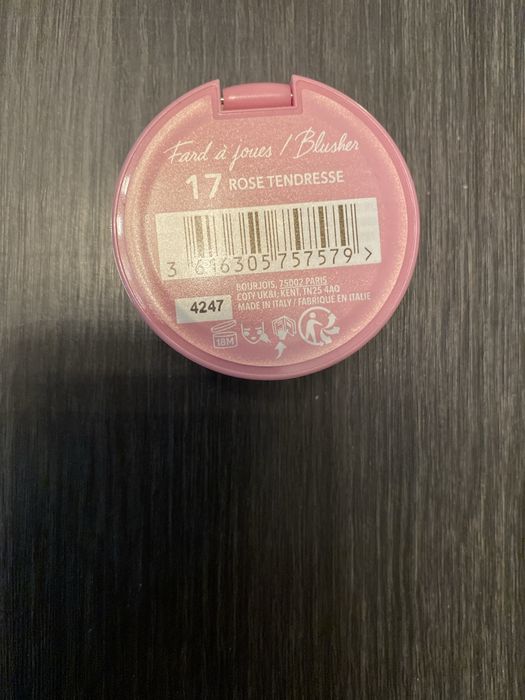 Fard à joues / Blusher
17 ROSE TENDRESSE
3 616305 757579 >
BOURJOIS, 75002 PARIS
COTY UK&I; KENT, TN25 4AQ
4247
MADE IN ITALY / FABRIQUÉ EN ITALIE
18M